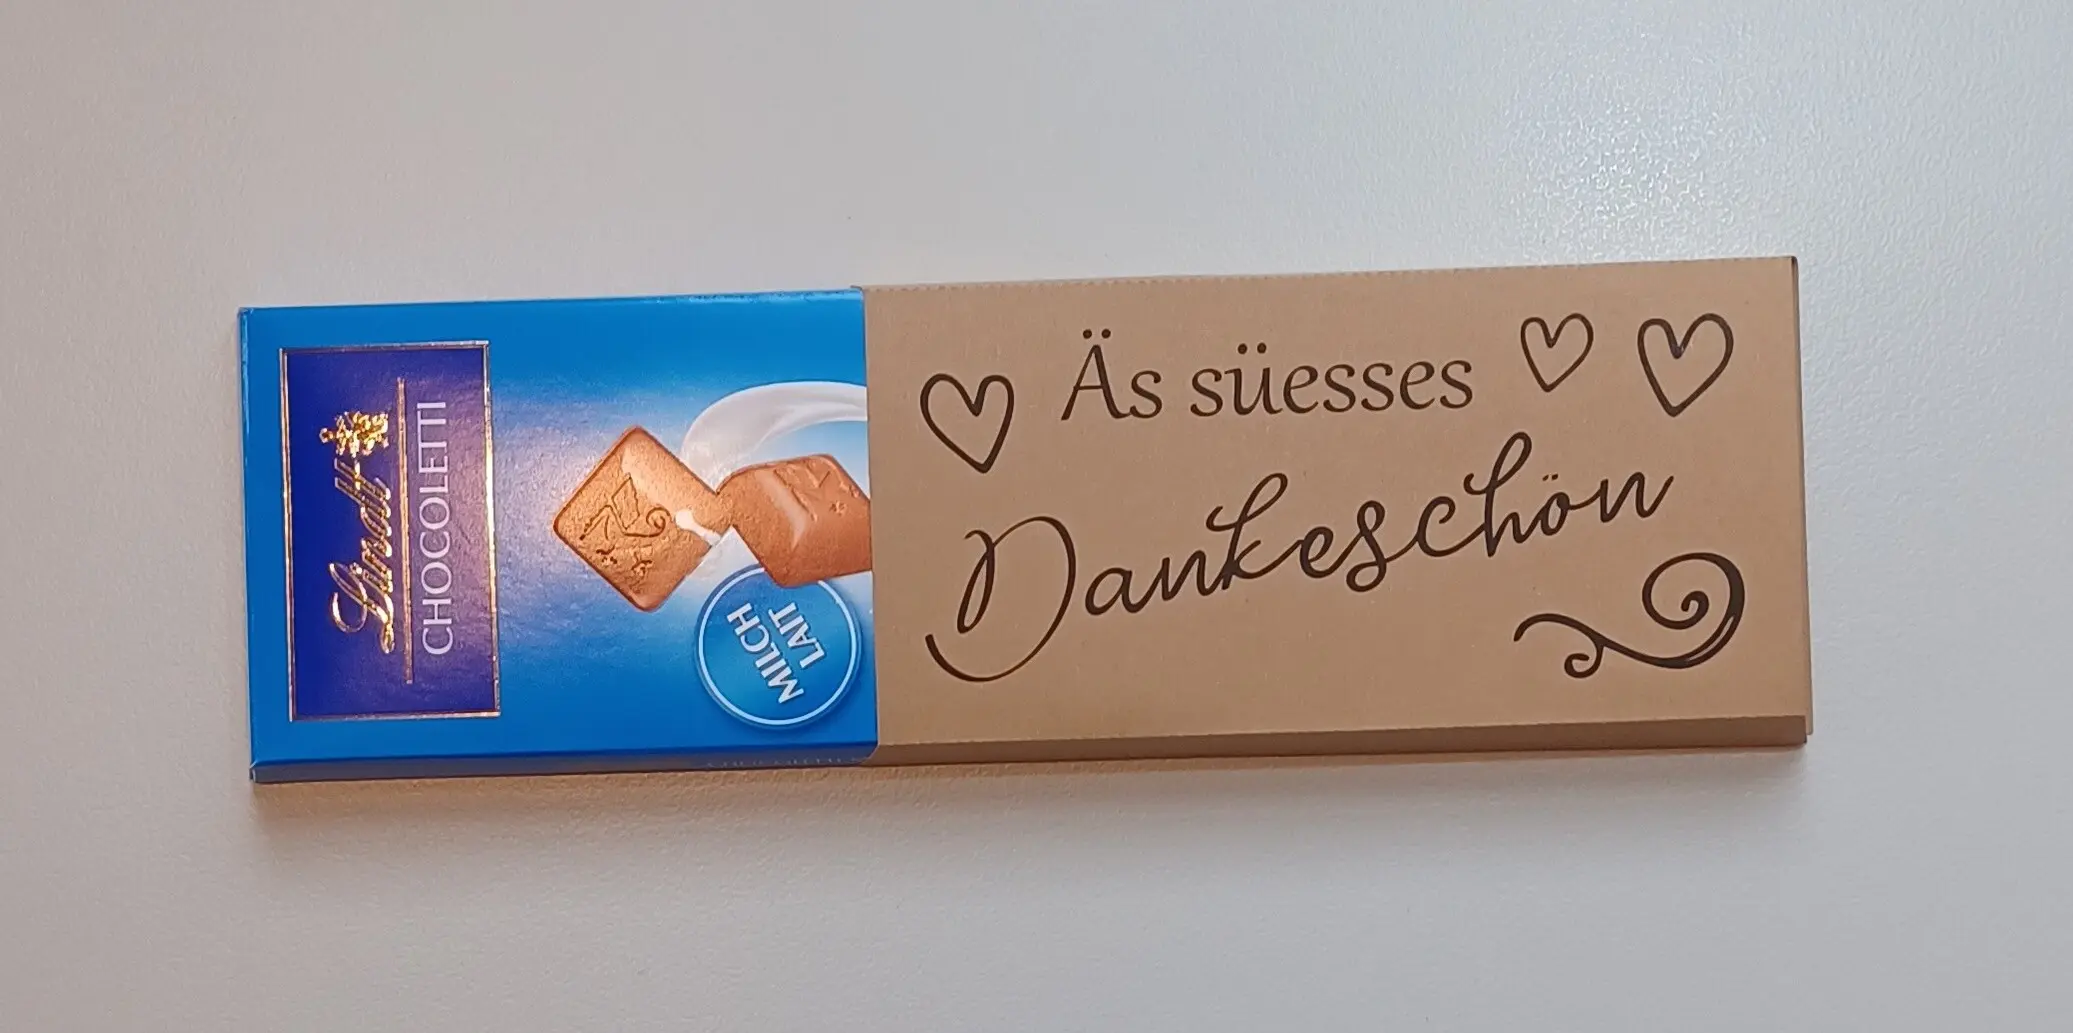 Lindt
CHOCOLETTI
MILCH
LAIT
Äs süesses
Dankeschön